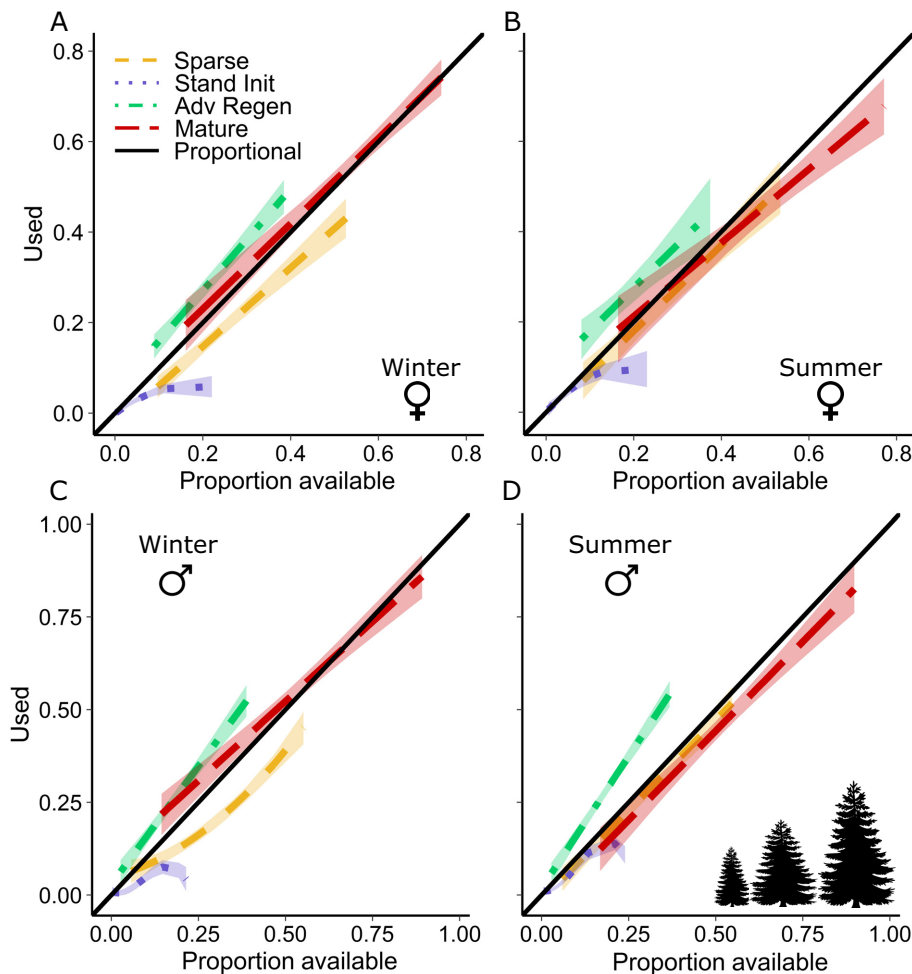 A
B
Sparse
Stand Init
Adv Regen
Mature
Proportional
0.8
0.6
0.4
0.2
0.0
Used
Winter
Summer
0.0 0.2 0.4 0.6 0.8
0.0 0.2 0.4 0.6 0.8
Proportion available
Proportion available
C
D
Winter
Summer
1.00
0.75
0.50
0.25
0.00
Used
0.00 0.25 0.50 0.75 1.00
0.00 0.25 0.50 0.75 1.00
Proportion available
Proportion available